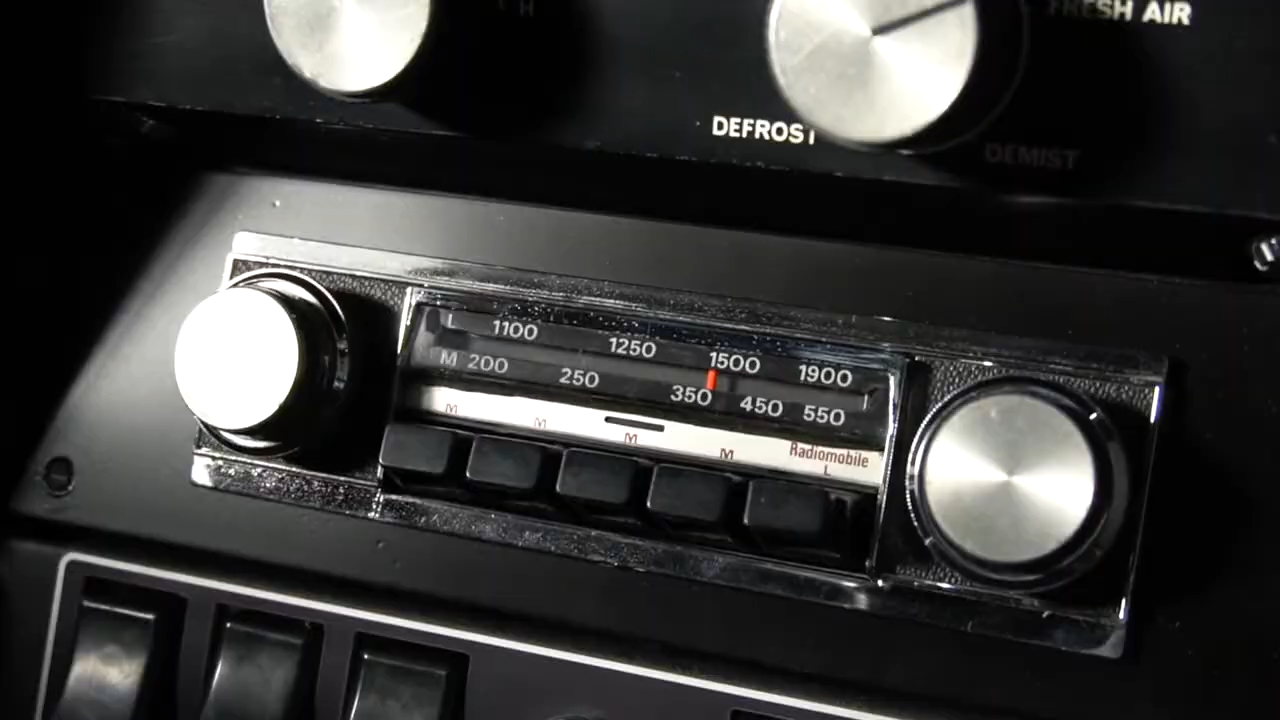 FRESH AIR
DEFROST
DEMIST
L 1100 1250 1500 1900
M 200 250 350 450 550
M M M M
Radiomobile
L